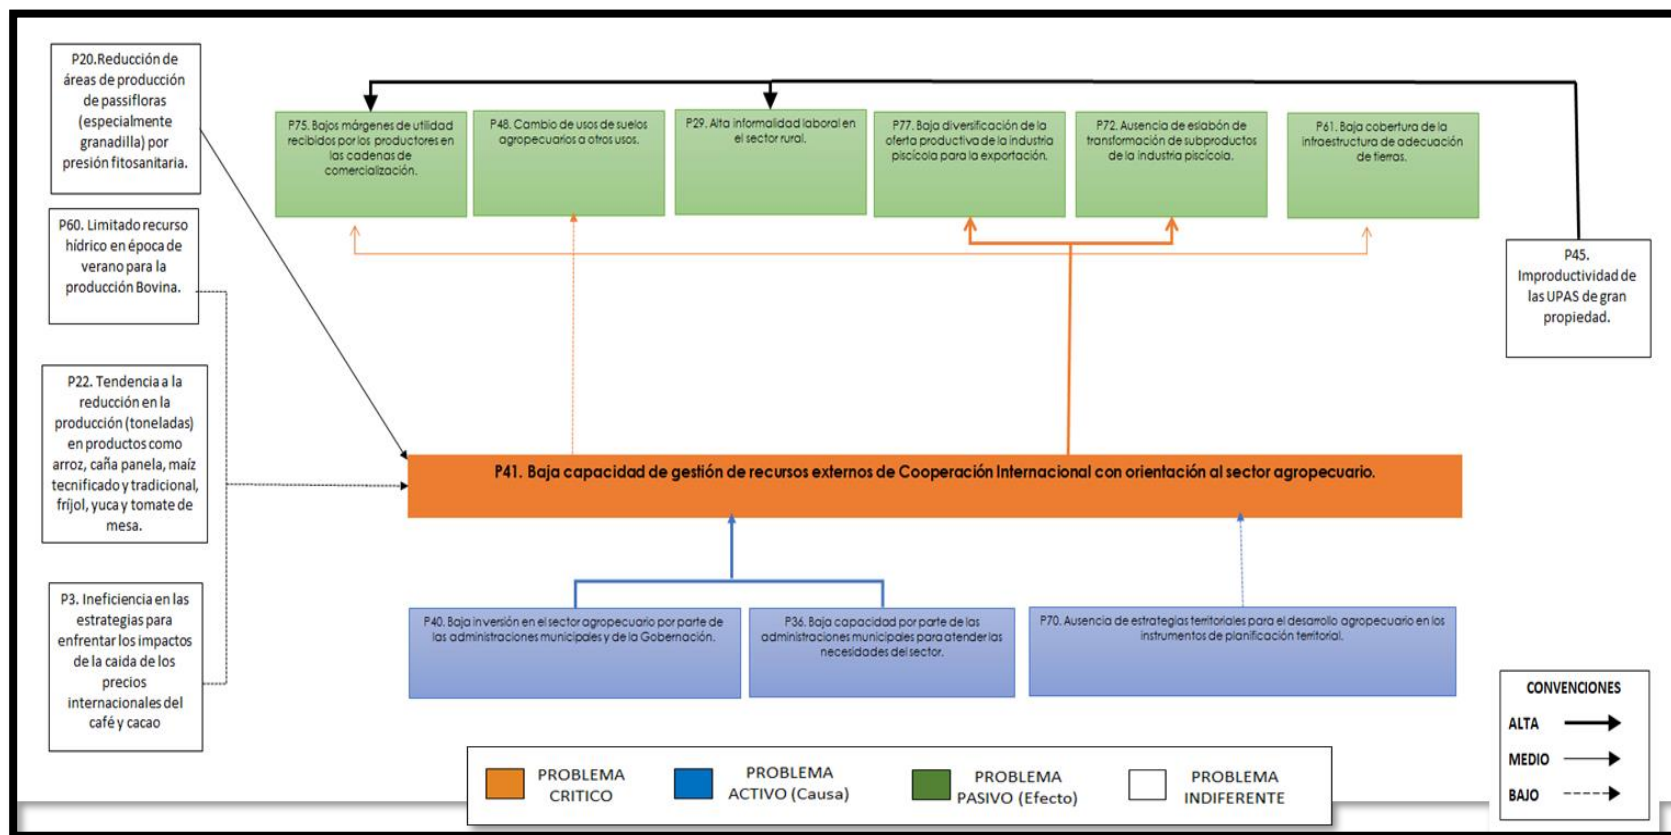 P20.Reducción de
áreas de producción
de passifloras
(especialmente
granadilla) por
presión fitosanitaria.
P75. Bajos márgenes de utilidad
recibidos por los productores en
las cadenas de
comercialización.
P48. Cambio de usos de suelos
agropecuarios a otros usos.
P29. Alta informalidad laboral en
el sector rural.
P77. Baja diversificación de la
oferta productiva de la industria
piscícola para la exportación.
P72. Ausencia de eslabón de
transformación de subproductos
de la industria piscícola.
P61. Baja cobertura de la
infraestructura de adecuación
de tierras.
P60. Limitado recurso
hídrico en época de
verano para la
producción Bovina.
P45.
Improductividad de
las UPAS de gran
propiedad.
P22. Tendencia a la
reducción en la
producción (toneladas)
en productos como
arroz, caña panela, maíz
tecnificado y tradicional,
fríjol, yuca y tomate de
mesa.
P41. Baja capacidad de gestión de recursos externos de Cooperación Internacional con orientación al sector agropecuario.
P3. Ineficiencia en las
estrategias para
enfrentar los impactos
de la caida de los
precios
internacionales del
café y cacao
P40. Baja inversión en el sector agropecuario por parte de
las administraciones municipales y de la Gobernación.
P36. Baja capacidad por parte de las
administraciones municipales para atender las
necesidades del sector.
P70. Ausencia de estrategias territoriales para el desarrollo agropecuario en los
instrumentos de planificación territorial.
CONVENCIONES
ALTA
MEDIO
BAJO
PROBLEMA
CRITICO
PROBLEMA
ACTIVO (Causa)
PROBLEMA
PASIVO (Efecto)
PROBLEMA
INDIFERENTE